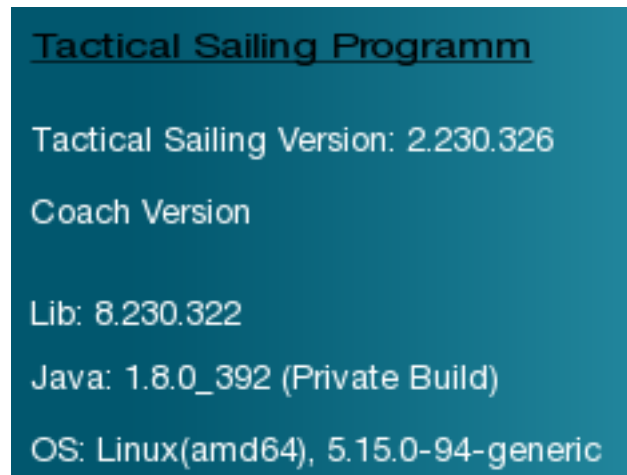 Tactical Sailing Programm
Tactical Sailing Version: 2.230.326
Coach Version
Lib: 8.230.322
Java: 1.8.0_392 (Private Build)
OS: Linux(amd64), 5.15.0-94-generic